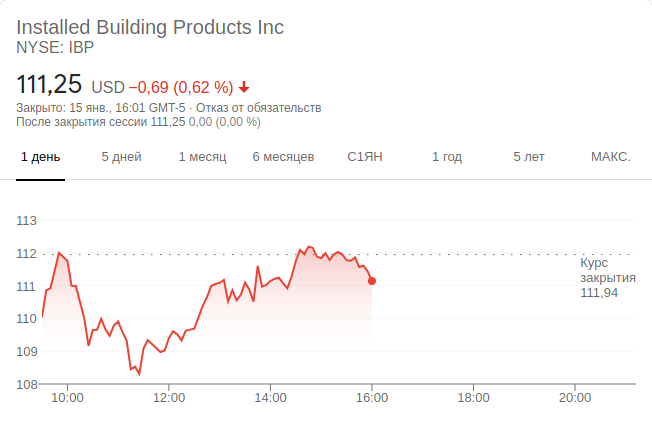 Installed Building Products Inc
NYSE: IBP
111,25 USD −0,69 (0,62 %)
Закрыто: 15 янв., 16:01 GMT-5 · Отказ от обязательств
После закрытия сессии 111,25 0,00 (0,00 %)
1 день 5 дней 1 месяц 6 месяцев С1ЯН 1 год 5 лет МАКС.
113
112
Курс
закрытия
111,94
111
110
109
108
10:00 12:00 14:00 16:00 18:00 20:00